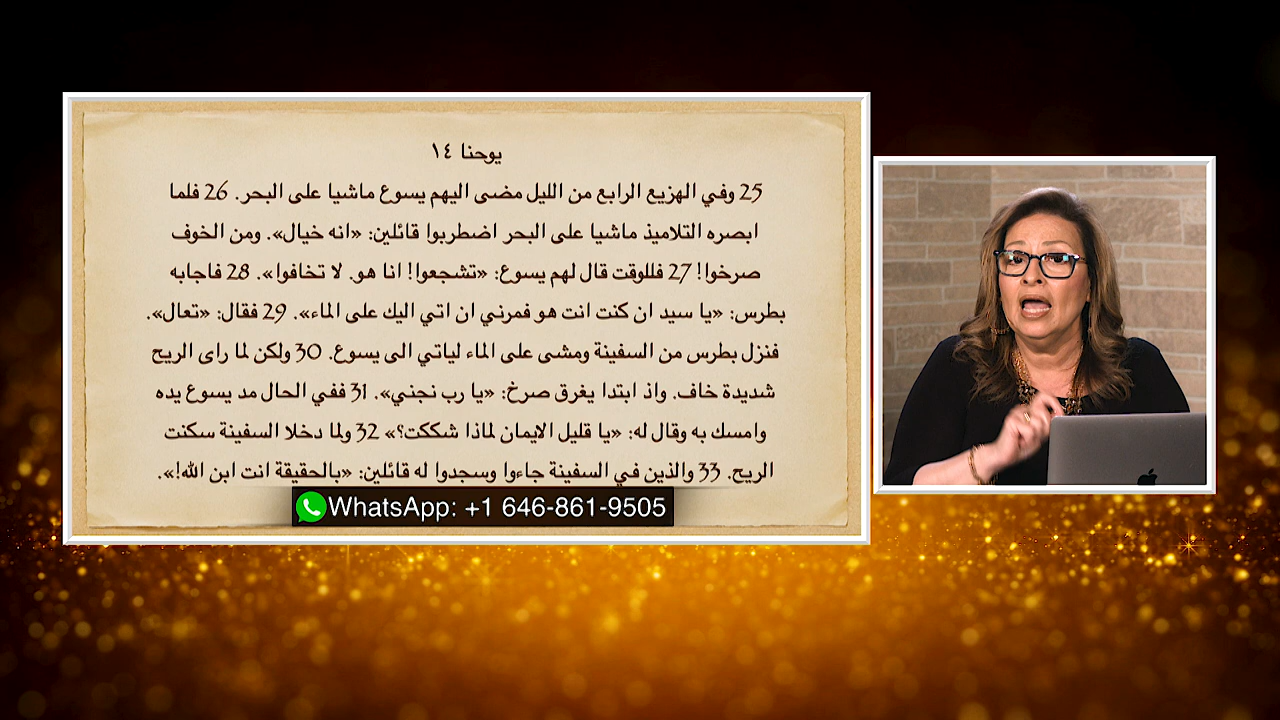 يوحنا ١٤
25 وفي الهزيع الرابع من الليل مضى اليهم يسوع ماشيا على البحر. 26 فلما
ابصره التلاميذ ماشيا على البحر اضطربوا قائلين: «انه خيال». ومن الخوف
صرخوا! 27 فللوقت قال لهم يسوع: «تشجعوا! انا هو. لا تخافوا». 28 فاجابه
بطرس: «يا سيد ان كنت انت هو فمرني ان اتي اليك على الماء». 29 فقال: «تعال».
فنزل بطرس من السفينة ومشى على الماء لياتي الى يسوع. 30 ولكن لما راى الريح
شديدة خاف. واذ ابتدا يغرق صرخ: «يا رب نجني». 31 ففي الحال مد يسوع يده
وامسك به وقال له: «يا قليل الايمان لماذا شككت؟» 32 ولما دخلا السفينة سكنت
الريح. 33 والذين في السفينة جاءوا وسجدوا له قائلين: «بالحقيقة انت ابن الله!».
WhatsApp: +1 646-861-9505